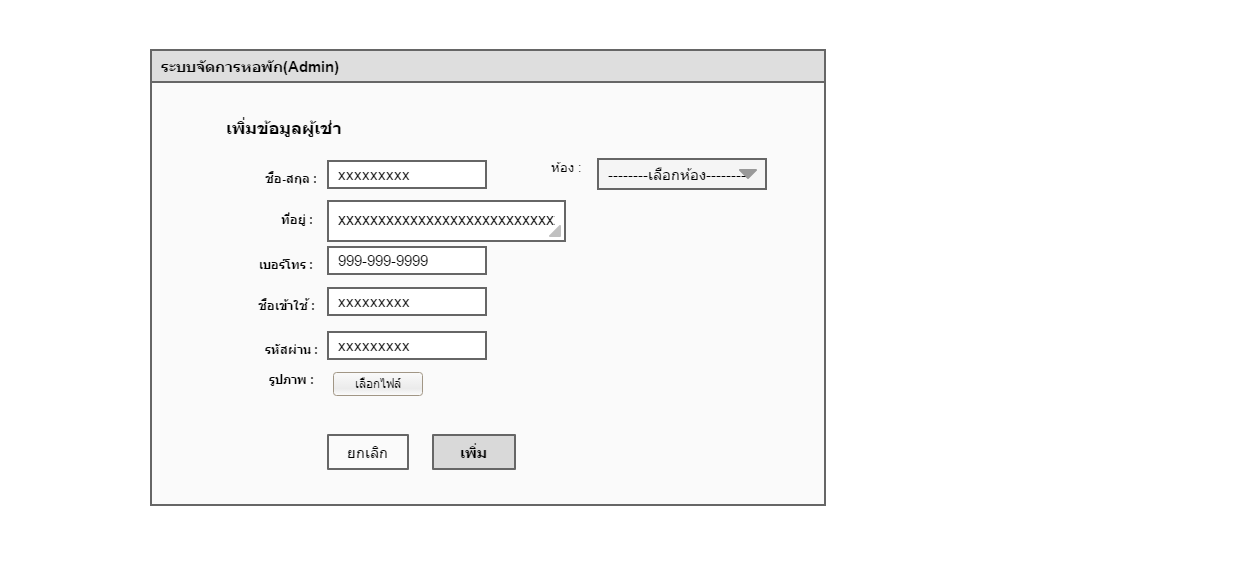 ระบบจัดการหอพัก(Admin)
เพิ่มข้อมูลผู้เช่า
ชื่อ-สกุล : xxxxxxxxx ห้อง : --------เลือกห้อง--------
ที่อยู่ : xxxxxxxxxxxxxxxxxxxxxxxxxxx
เบอร์โทร : 999-999-9999
ชื่อเข้าใช้ : xxxxxxxxx
รหัสผ่าน : xxxxxxxxx
รูปภาพ : เลือกไฟล์
ยกเลิก เพิ่ม